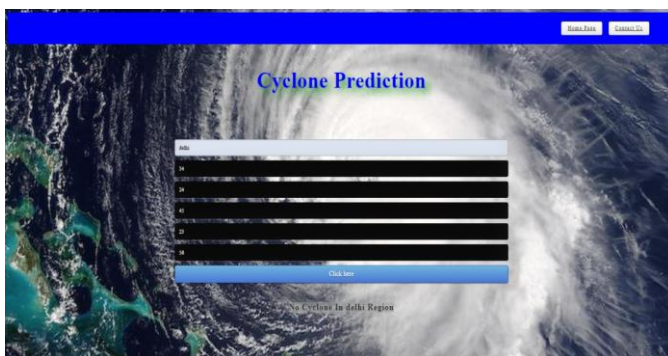 Home Page Contact Us
Cyclone Prediction
delhi
34
24
45
23
34
Click here
No Cyclone In delhi Region